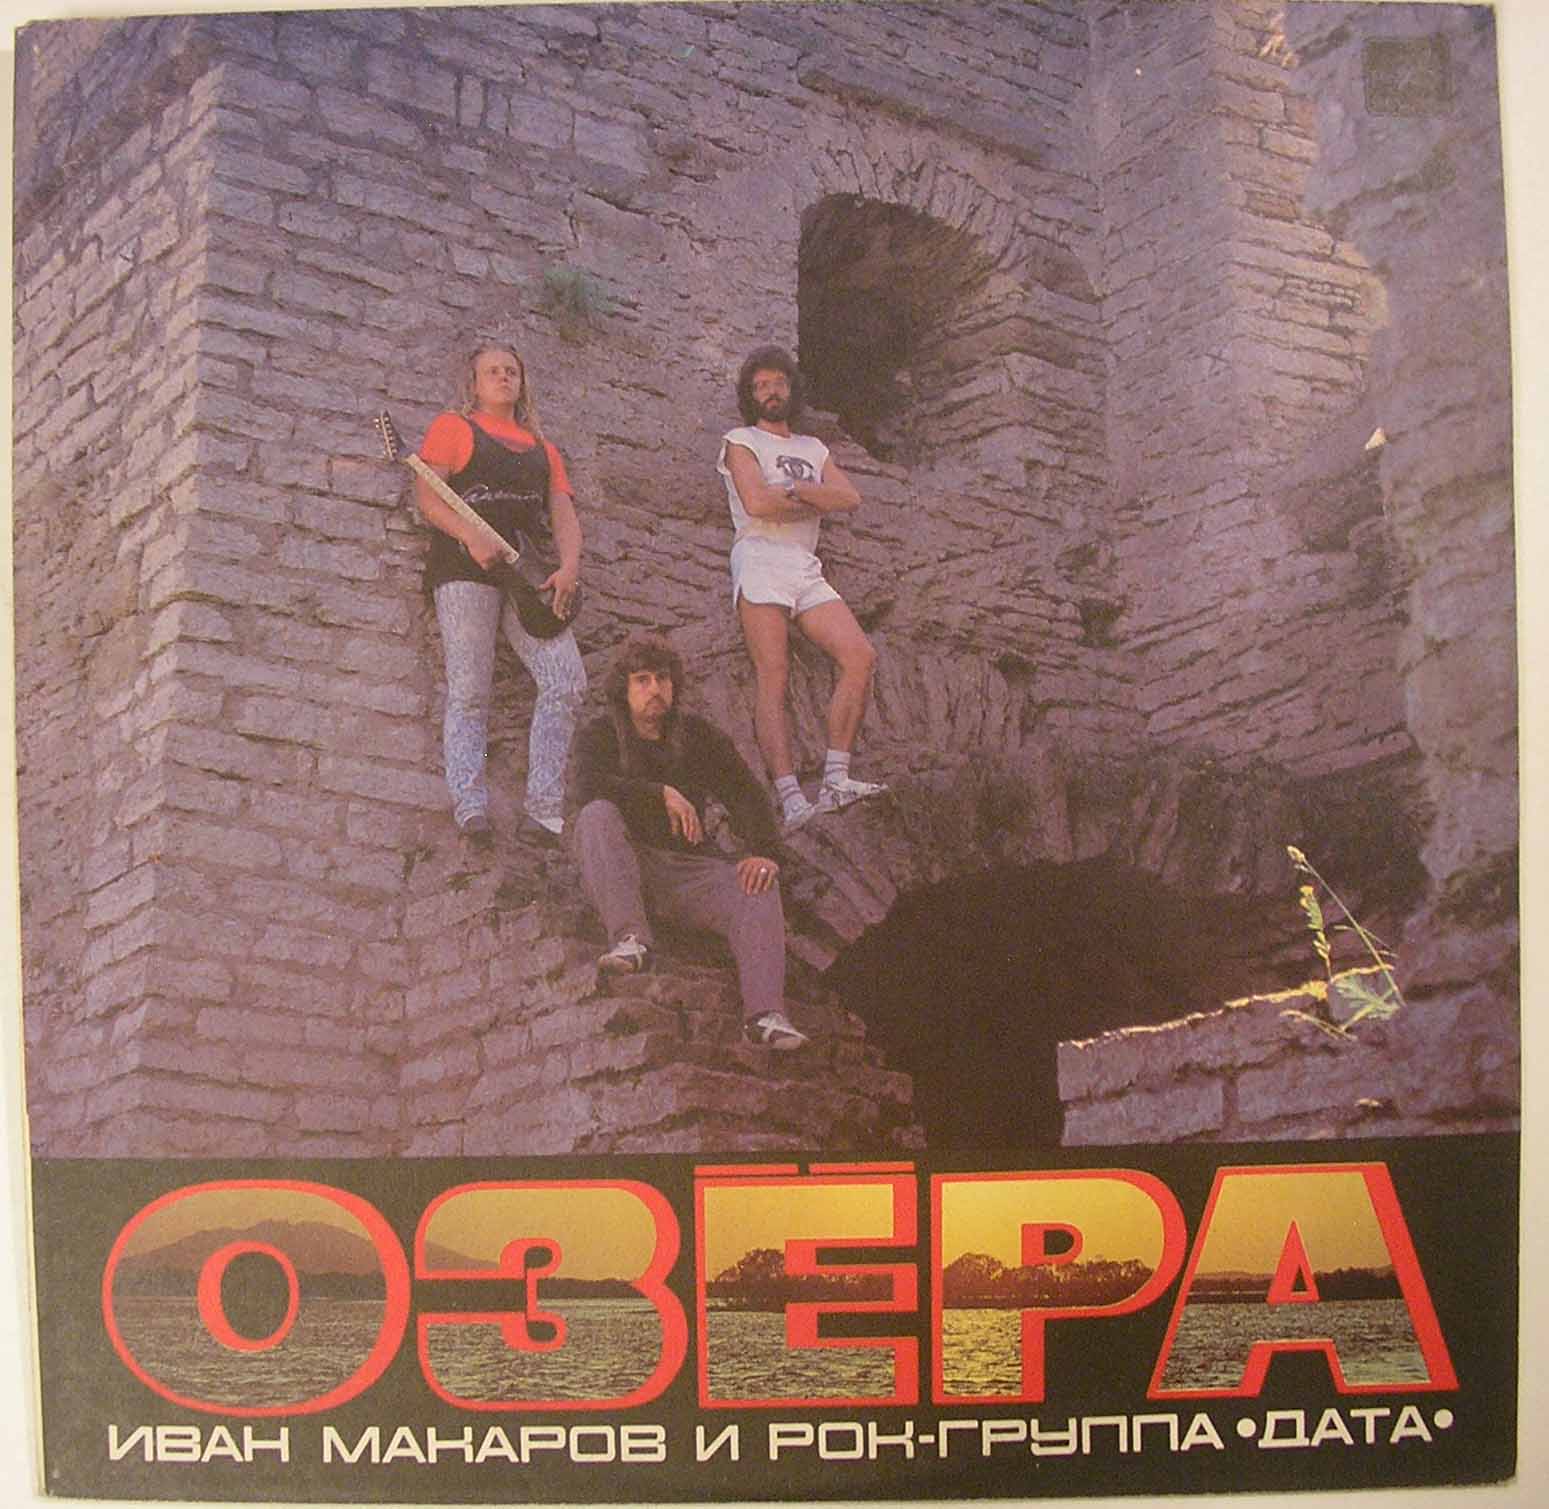 ОЗЁРА
ИВАН МАКАРОВ И РОК-ГРУППА •ДАТА•